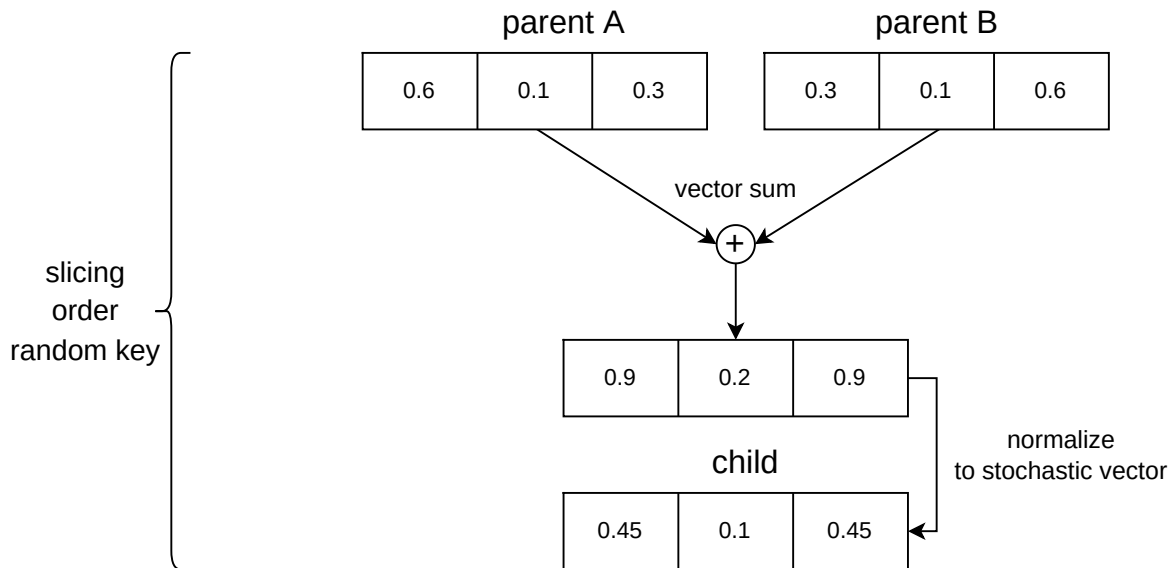 parent A
parent B
0.6
0.1
0.3
0.3
0.1
0.6
vector sum
+
slicing
order
random key
0.9
0.2
0.9
normalize
to stochastic vector
child
0.45
0.1
0.45